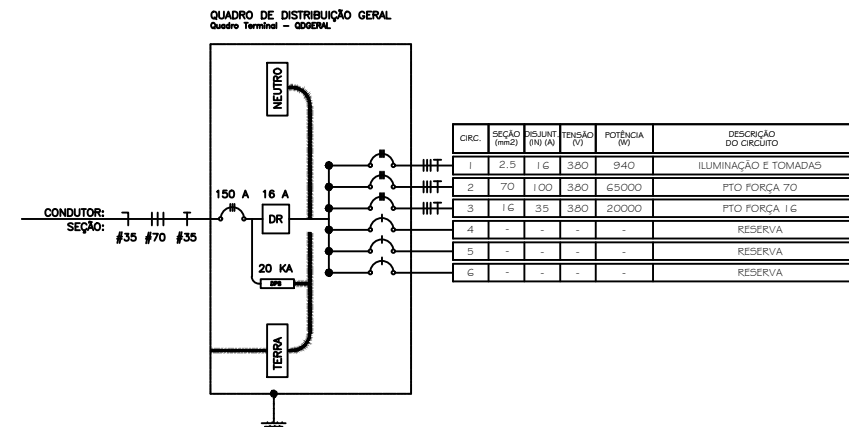 QUADRO DE DISTRIBUIÇÃO GERAL
Quadro Terminal - QDGERAL
NEUTRO
150 A 16 A
DR
CONDUTOR:
SEÇÃO:
#35 #70 #35
20 KA
DPS
TERRA
CIRC. SEÇÃO (mm2) DISJUNT. (IN) (A) TENSÃO (V) POTÊNCIA (W) DESCRIÇÃO DO CIRCUITO
1 2.5 16 380 940 ILUMINAÇÃO E TOMADAS
2 70 100 380 65000 PTO FORÇA 70
3 16 35 380 20000 PTO FORÇA 16
4 - - - - RESERVA
5 - - - - RESERVA
6 - - - - RESERVA